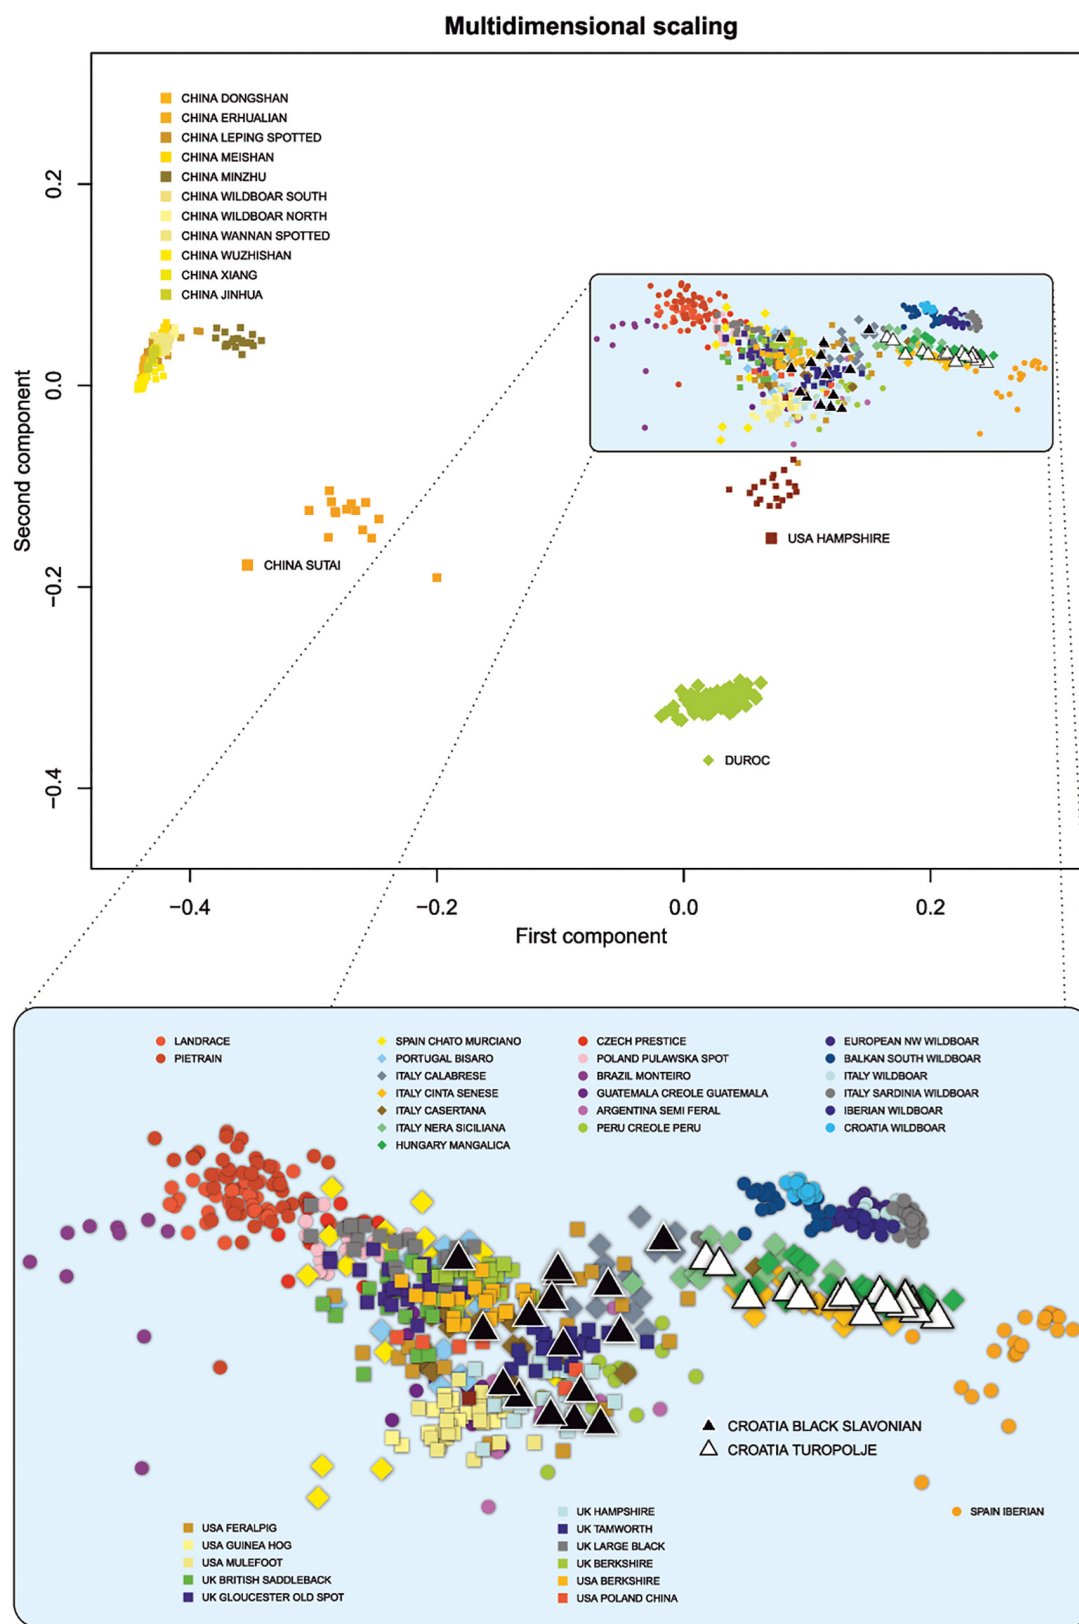 Multidimensional scaling
CHINA DONGSHAN
CHINA ERHUALIAN
CHINA LEPING SPOTTED
CHINA MEISHAN
CHINA MINZHU
CHINA WILDBOAR SOUTH
CHINA WILDBOAR NORTH
CHINA WANNAN SPOTTED
CHINA WUZHISHAN
CHINA XIANG
CHINA JINHUA
Second component
0.2
0.0
−0.2
−0.4
USA HAMPSHIRE
CHINA SUTAI
DUROC
−0.4
−0.2
0.0
0.2
First component
LANDRACE
PIETRAIN
SPAIN CHATO MURCIANO
PORTUGAL BISARO
ITALY CALABRESE
ITALY CINTA SENESE
ITALY CASERTANA
ITALY NERA SICILIANA
HUNGARY MANGALICA
CZECH PRESTICE
POLAND PULAWSKA SPOT
BRAZIL MONTEIRO
GUATEMALA CREOLE GUATEMALA
ARGENTINA SEMI FERAL
PERU CREOLE PERU
EUROPEAN NW WILDBOAR
BALKAN SOUTH WILDBOAR
ITALY WILDBOAR
ITALY SARDINIA WILDBOAR
IBERIAN WILDBOAR
CROATIA WILDBOAR
CROATIA BLACK SLAVONIAN
CROATIA TUROPOLJE
USA FERALPIG
USA GUINEA HOG
USA MULEFOOT
UK BRITISH SADDLEBACK
UK GLOUCESTER OLD SPOT
UK HAMPSHIRE
UK TAMWORTH
UK LARGE BLACK
UK BERKSHIRE
USA BERKSHIRE
USA POLAND CHINA
SPAIN IBERIAN